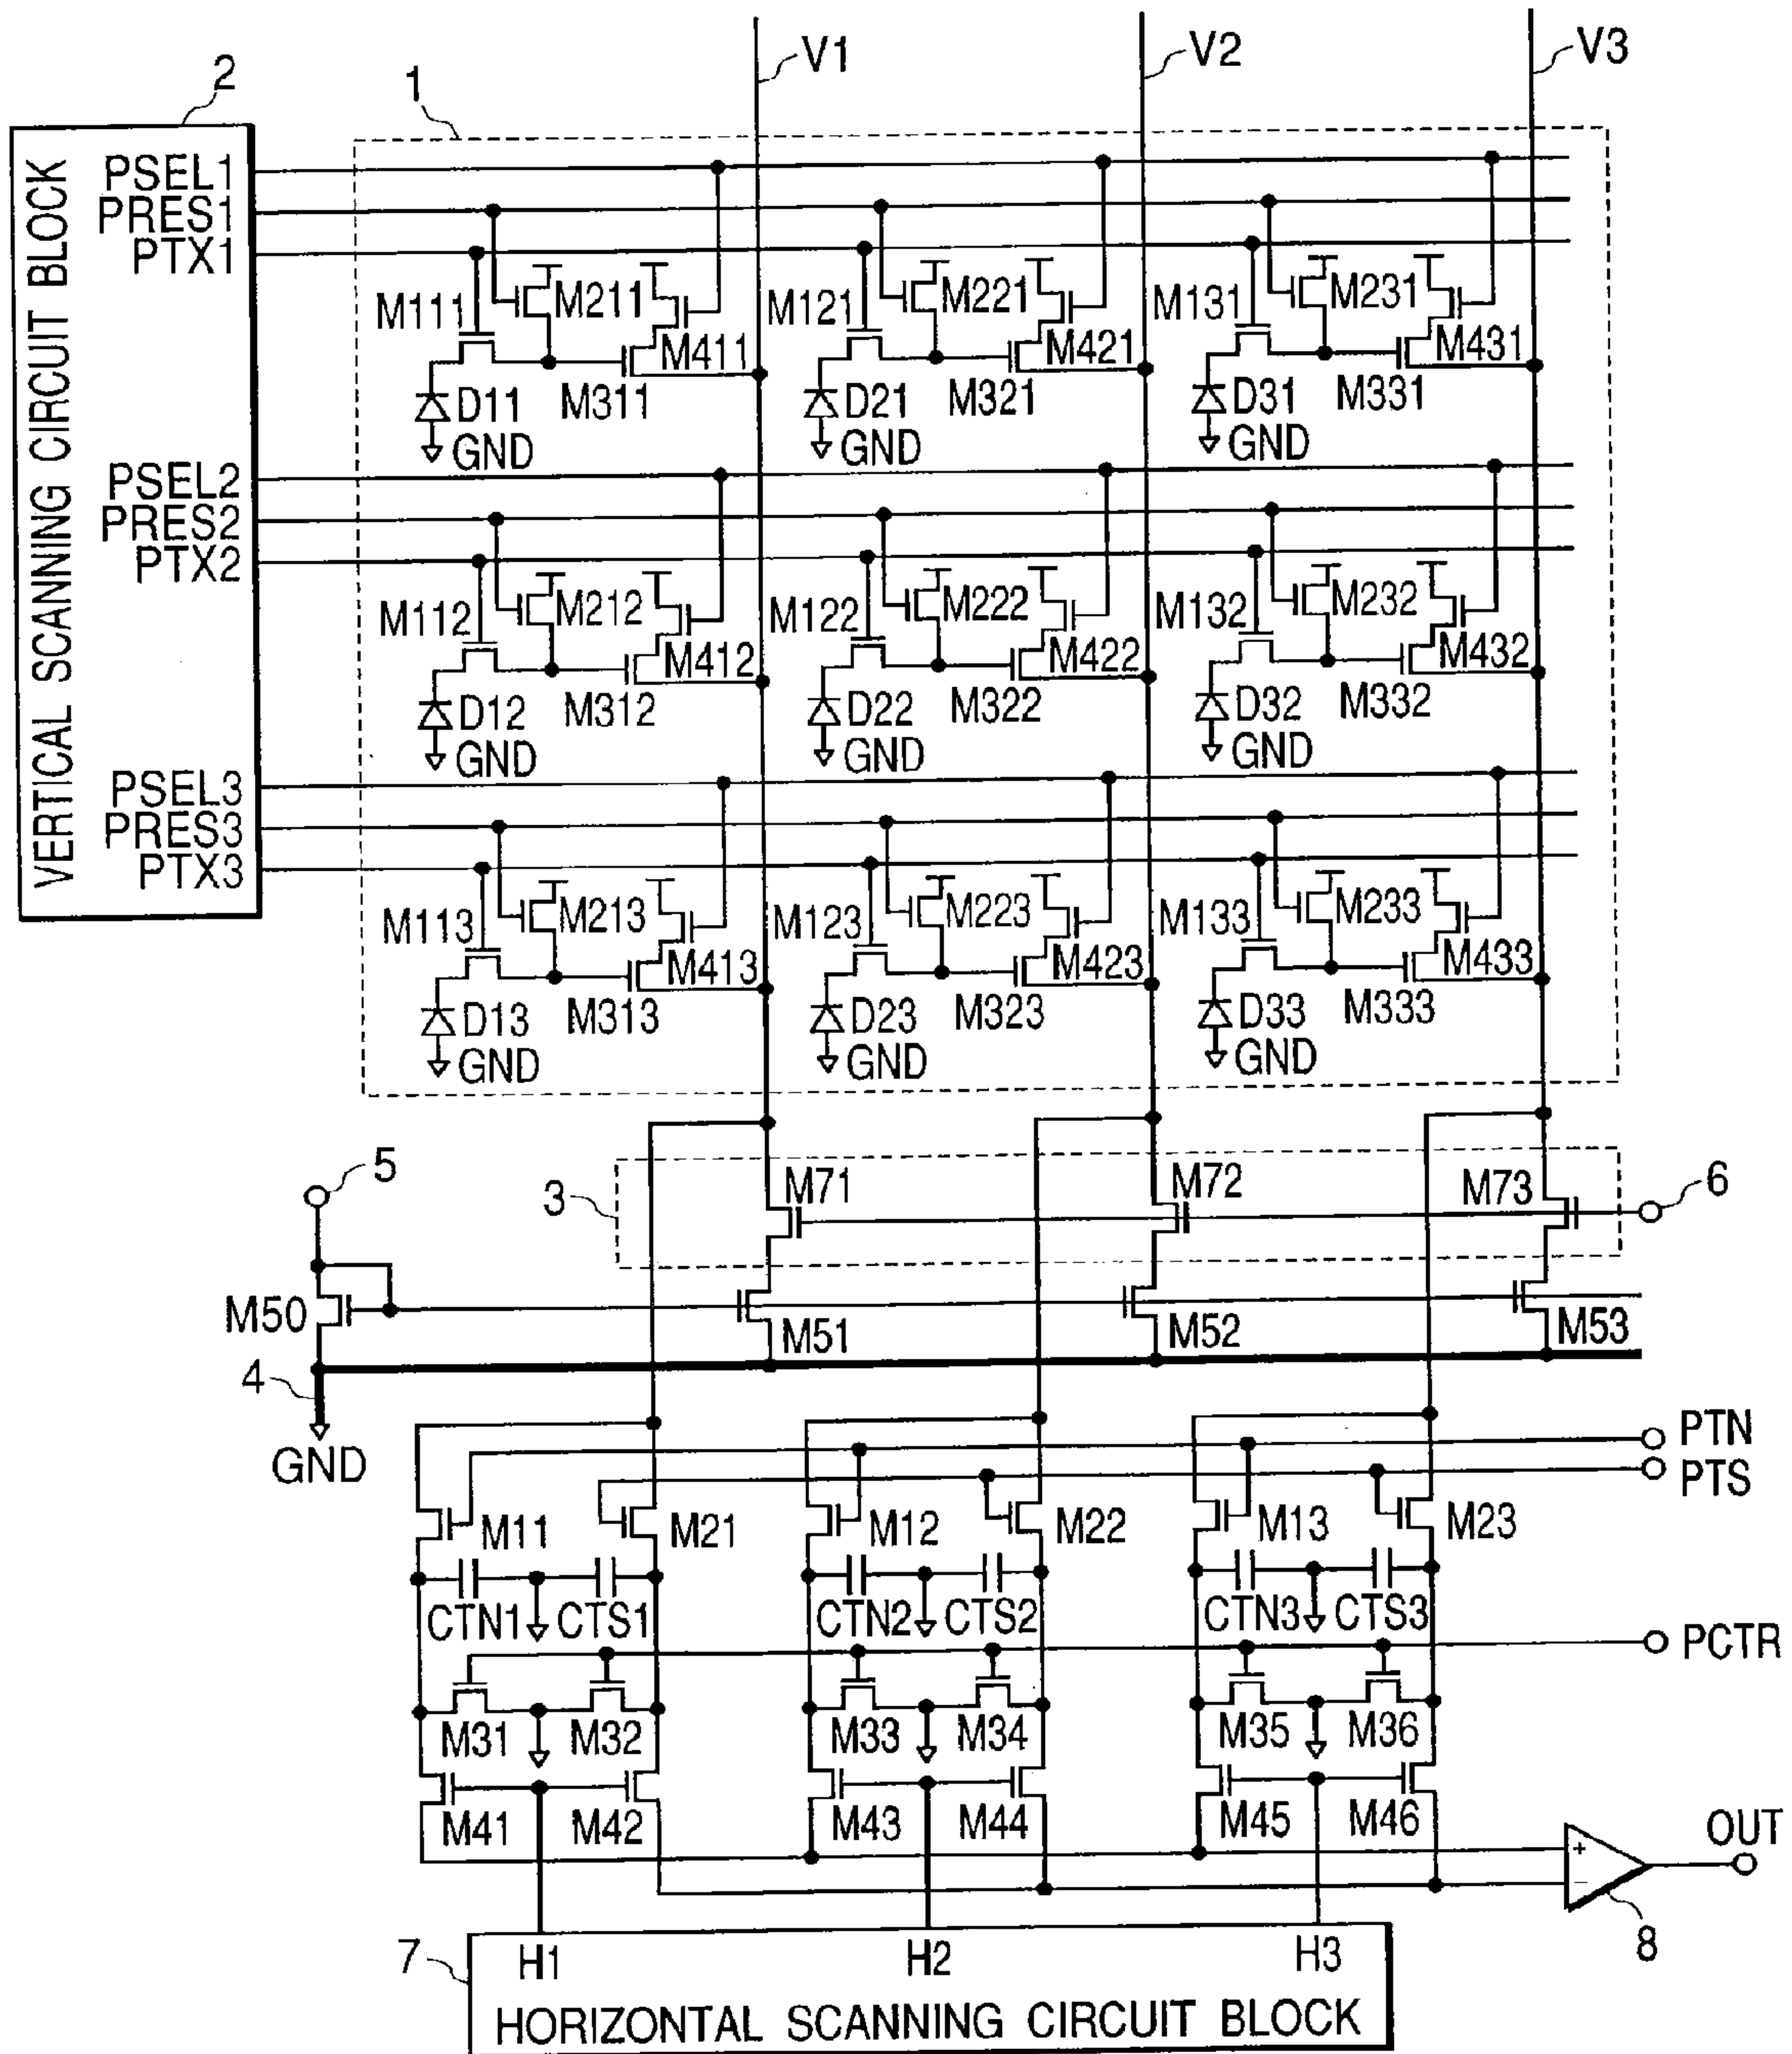 V1
V2
V3
2
1
VERTICAL SCANNING CIRCUIT BLOCK
PSEL1
PRES1
PTX1
M111
M211
M411
M311
D11
GND
M121
M221
M421
M321
D21
GND
M131
M231
M431
M331
D31
GND
PSEL2
PRES2
PTX2
M112
M212
M412
M312
D12
GND
M122
M222
M422
M322
D22
GND
M132
M232
M432
M332
D32
GND
PSEL3
PRES3
PTX3
M113
M213
M413
M313
D13
GND
M123
M223
M423
M323
D23
GND
M133
M233
M433
M333
D33
GND
5
3
M71
M72
M73
6
M50
M51
M52
M53
4
GND
PTN
PTS
M11
M21
M12
M22
M13
M23
CTN1
CTS1
CTN2
CTS2
CTN3
CTS3
PCTR
M31
M32
M33
M34
M35
M36
M41
M42
M43
M44
M45
M46
+
−
OUT
8
7
H1
H2
H3
HORIZONTAL SCANNING CIRCUIT BLOCK